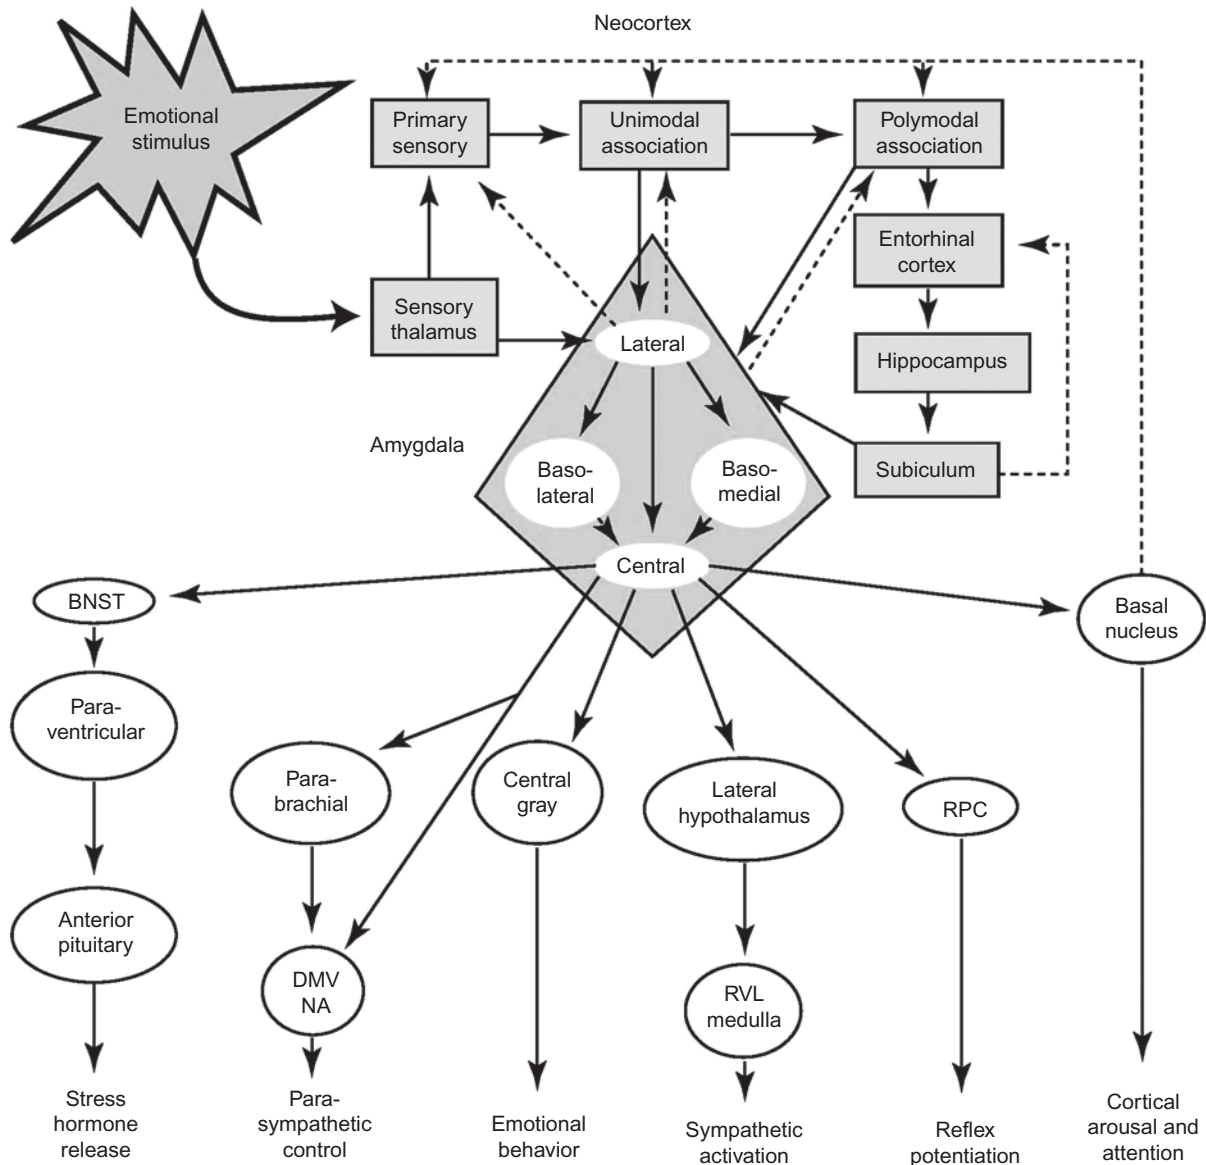 Neocortex
Emotional
stimulus
Primary
sensory
Unimodal
association
Polymodal
association
Entorhinal
cortex
Sensory
thalamus
Lateral
Hippocampus
Amygdala
Baso-
lateral
Baso-
medial
Subiculum
Central
BNST
Basal
nucleus
Para-
ventricular
Para-
brachial
Central
gray
Lateral
hypothalamus
RPC
Anterior
pituitary
DMV
NA
RVL
medulla
Stress
hormone
release
Para-
sympathetic
control
Emotional
behavior
Sympathetic
activation
Reflex
potentiation
Cortical
arousal and
attention